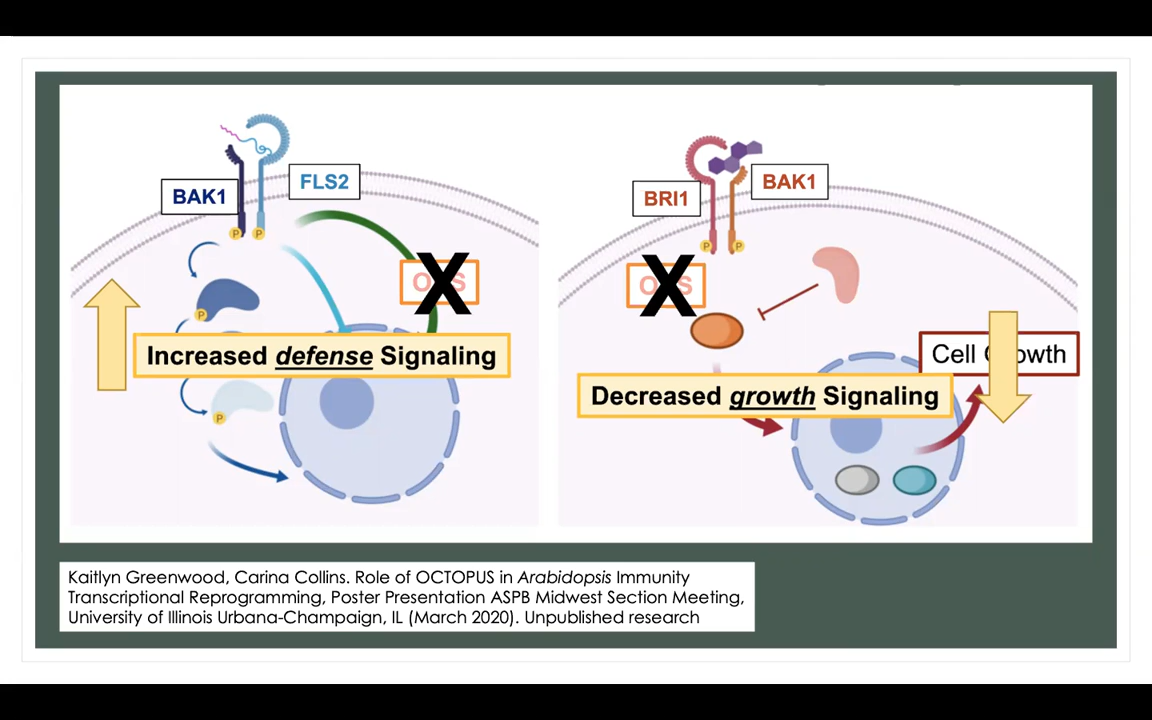 BAK1
FLS2
P P
P
Increased defense Signaling
P
BRI1
BAK1
P P
Cell Growth
Decreased growth Signaling
X
X
Kaitlyn Greenwood, Carina Collins. Role of OCTOPUS in Arabidopsis Immunity
Transcriptional Reprogramming, Poster Presentation ASPB Midwest Section Meeting,
University of Illinois Urbana-Champaign, IL (March 2020). Unpublished research